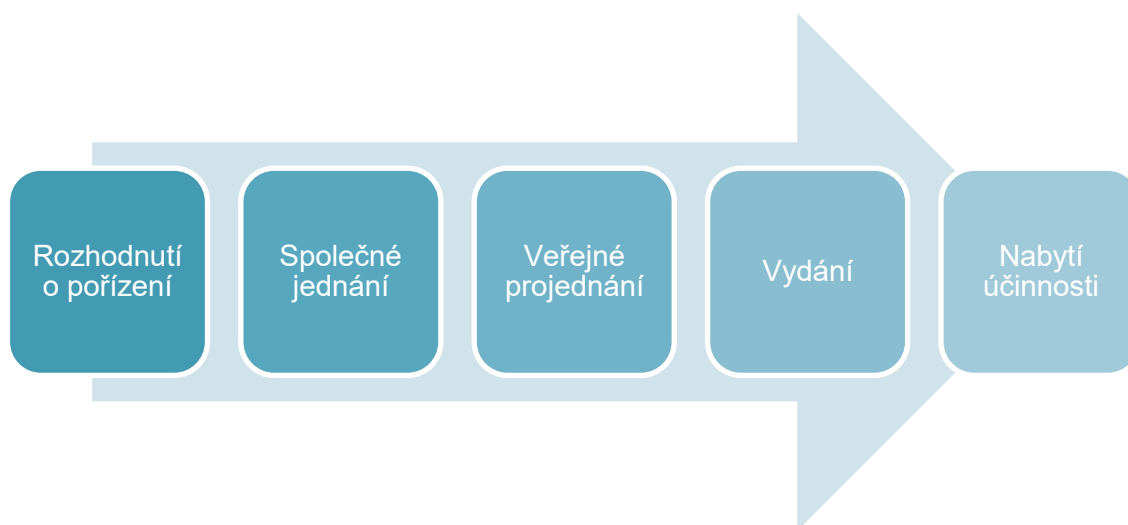 Rozhodnutí
o pořízení
Společné
jednání
Veřejné
projednání
Vydání
Nabytí
účinnosti